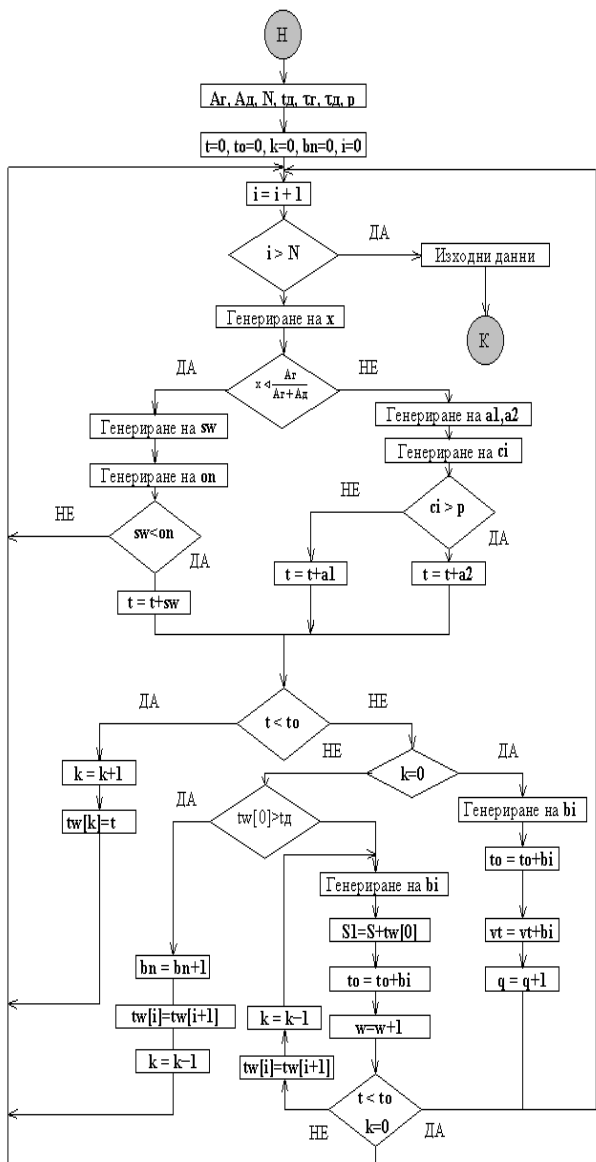 Н
Аг, Ад, N, tд, τг, τд, p
t=0, to=0, k=0, bn=0, i=0
i = i + 1
i > N
ДА
Изходни данни
К
Генериране на x
ДА
x < Аг
Аг+Ад
НЕ
Генериране на sw
Генериране на a1,a2
Генериране на on
Генериране на ci
НЕ
sw<on
ДА
НЕ
ci > p
ДА
t = t+sw
t = t+a1
t = t+a2
ДА
t < to
НЕ
k = k+1
tw[k]=t
НЕ
k=0
ДА
ДА
tw[0]>tд
Генериране на bi
to = to+bi
vt = vt+bi
q = q+1
Генериране на bi
S1=S+tw[0]
to = to+bi
w=w+1
bn = bn+1
tw[i]=tw[i+1]
k = k-1
k = k-1
tw[i]=tw[i+1]
t < to
k=0
НЕ
ДА